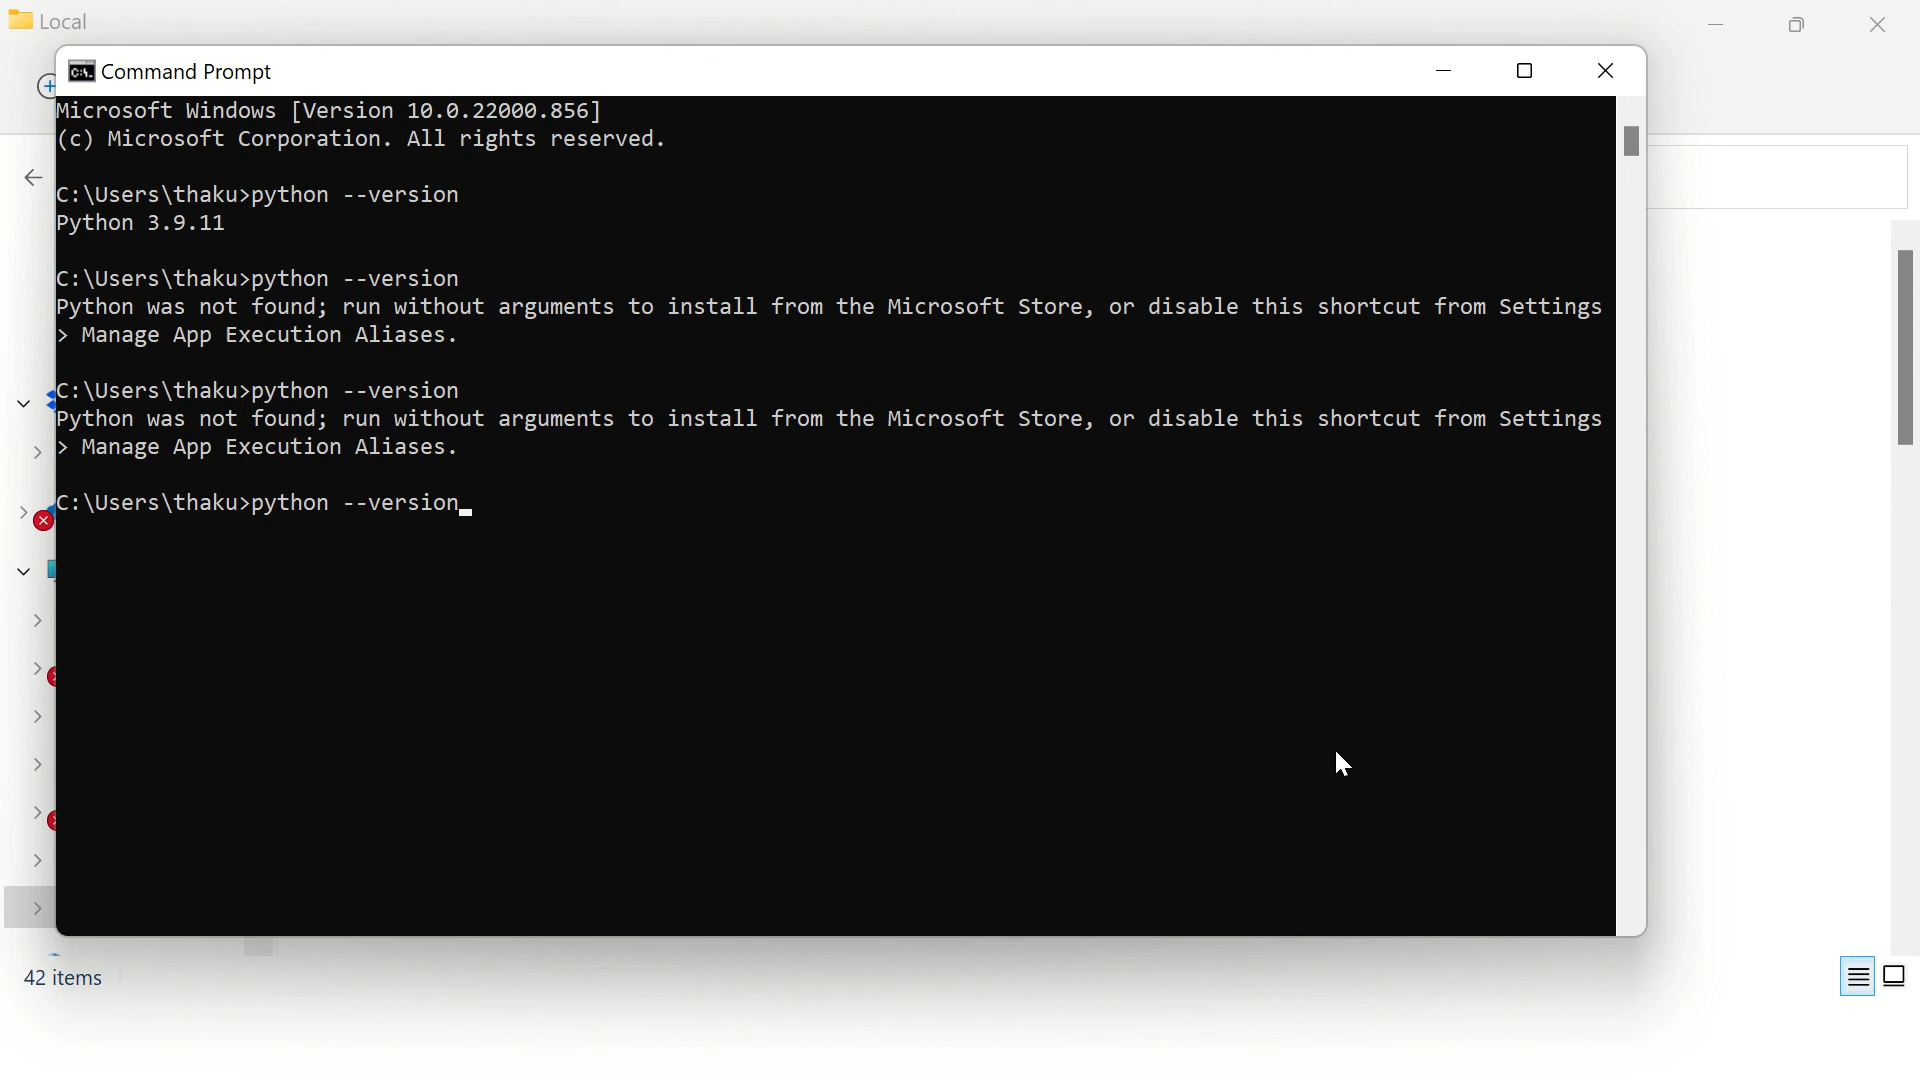 Local
Command Prompt
Microsoft Windows [Version 10.0.22000.856]
(c) Microsoft Corporation. All rights reserved.
C:\Users\thaku>python --version
Python 3.9.11
C:\Users\thaku>python --version
Python was not found; run without arguments to install from the Microsoft Store, or disable this shortcut from Settings
> Manage App Execution Aliases.
C:\Users\thaku>python --version
Python was not found; run without arguments to install from the Microsoft Store, or disable this shortcut from Settings
> Manage App Execution Aliases.
C:\Users\thaku>python --version
42 items